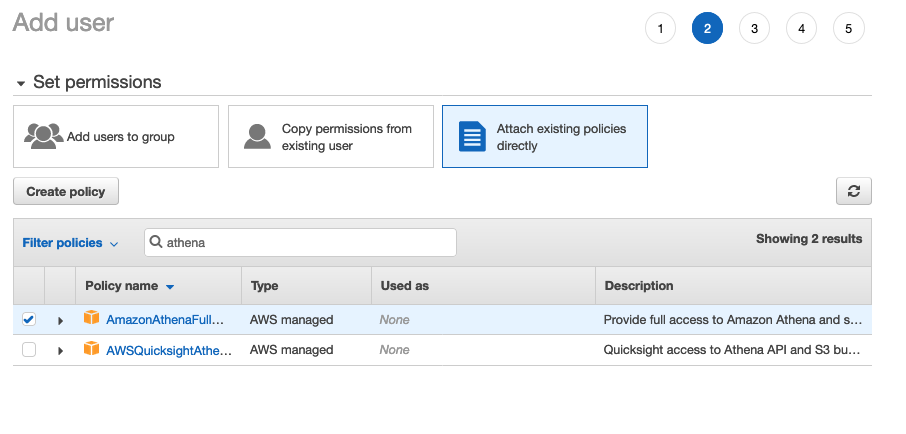 Add user
1 2 3 4 5
Set permissions
Add users to group
Copy permissions from
existing user
Attach existing policies
directly
Create policy
Filter policies
athena
Showing 2 results
Policy name Type Used as Description
AmazonAthenaFull... AWS managed None Provide full access to Amazon Athena and s...
AWSQuicksightAthe... AWS managed None Quicksight access to Athena API and S3 bu...